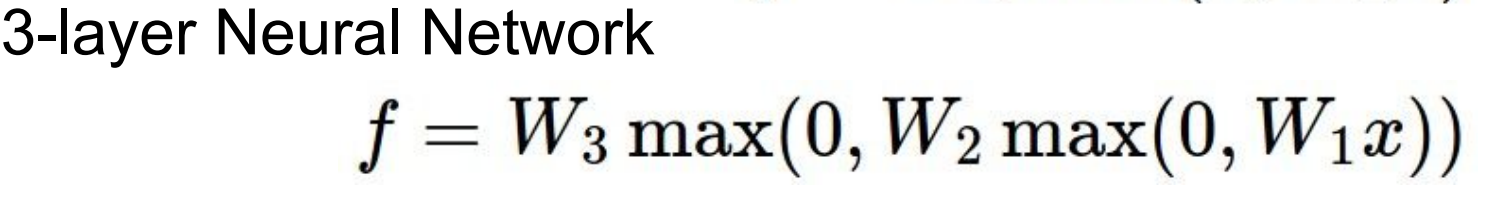 3-layer Neural Network
f = W₃ max(0, W₂ max(0, W₁x))